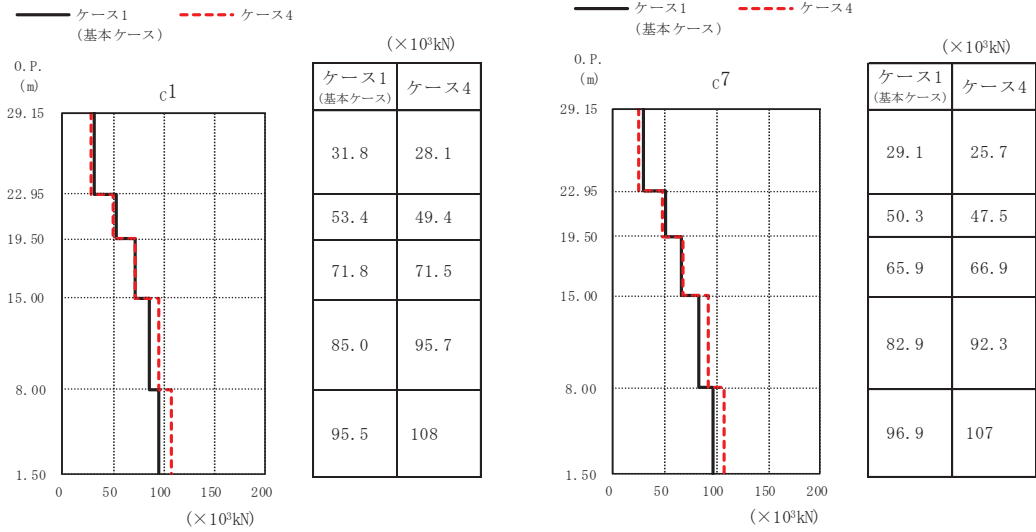 ケース1
(基本ケース)
ケース4
(×10³kN)
O.P.
(m)
C1
ケース1
(基本ケース)
ケース4
29.15
22.95
19.50
15.00
8.00
1.50
31.8 28.1
53.4 49.4
71.8 71.5
85.0 95.7
95.5 108
0 50 100 150 200
(×10³kN)
ケース1
(基本ケース)
ケース4
(×10³kN)
O.P.
(m)
C7
ケース1
(基本ケース)
ケース4
29.15
22.95
19.50
15.00
8.00
1.50
29.1 25.7
50.3 47.5
65.9 66.9
82.9 92.3
96.9 107
0 50 100 150 200
(×10³kN)